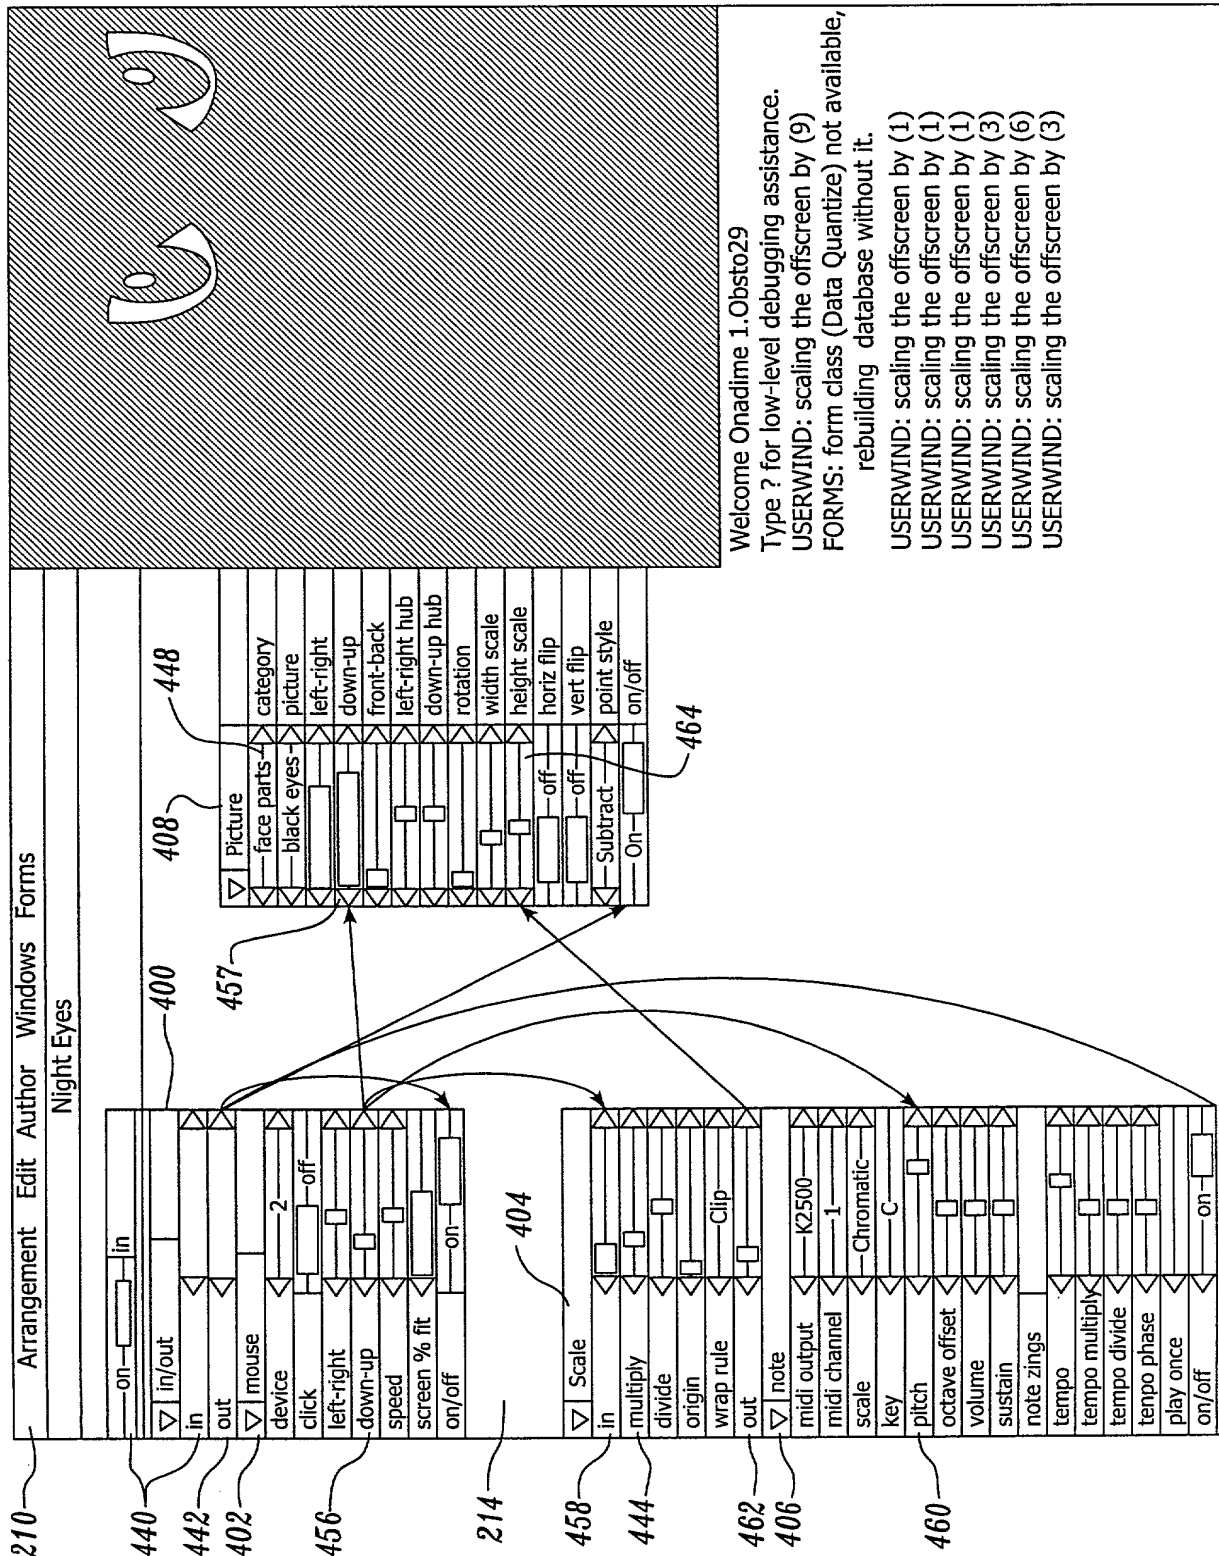 Arrangement Edit Author Windows Forms
Night Eyes
on
in
in/out
in
out
mouse
device
2
click
off
left-right
down-up
speed
screen % fit
on/off
on
Scale
in
multiply
divide
origin
wrap rule
Clip
out
note
midi output
K2500
midi channel
1
scale
Chromatic
key
C
pitch
octave offset
volume
sustain
note zings
tempo
tempo multiply
tempo divide
tempo phase
play once
on/off
on
Picture
face parts
category
black eyes
picture
left-right
down-up
front-back
left-right hub
down-up hub
rotation
width scale
height scale
off
horiz flip
off
vert flip
Subtract
point style
On
on/off
Welcome Onadime 1.Obsto29
Type ? for low-level debugging assistance.
USERWIND: scaling the offscreen by (9)
FORMS: form class (Data Quantize) not available,
rebuilding database without it.
USERWIND: scaling the offscreen by (1)
USERWIND: scaling the offscreen by (1)
USERWIND: scaling the offscreen by (1)
USERWIND: scaling the offscreen by (3)
USERWIND: scaling the offscreen by (6)
USERWIND: scaling the offscreen by (3)
210
440
442
402
456
214
458
444
462
406
460
400
404
408
448
457
464